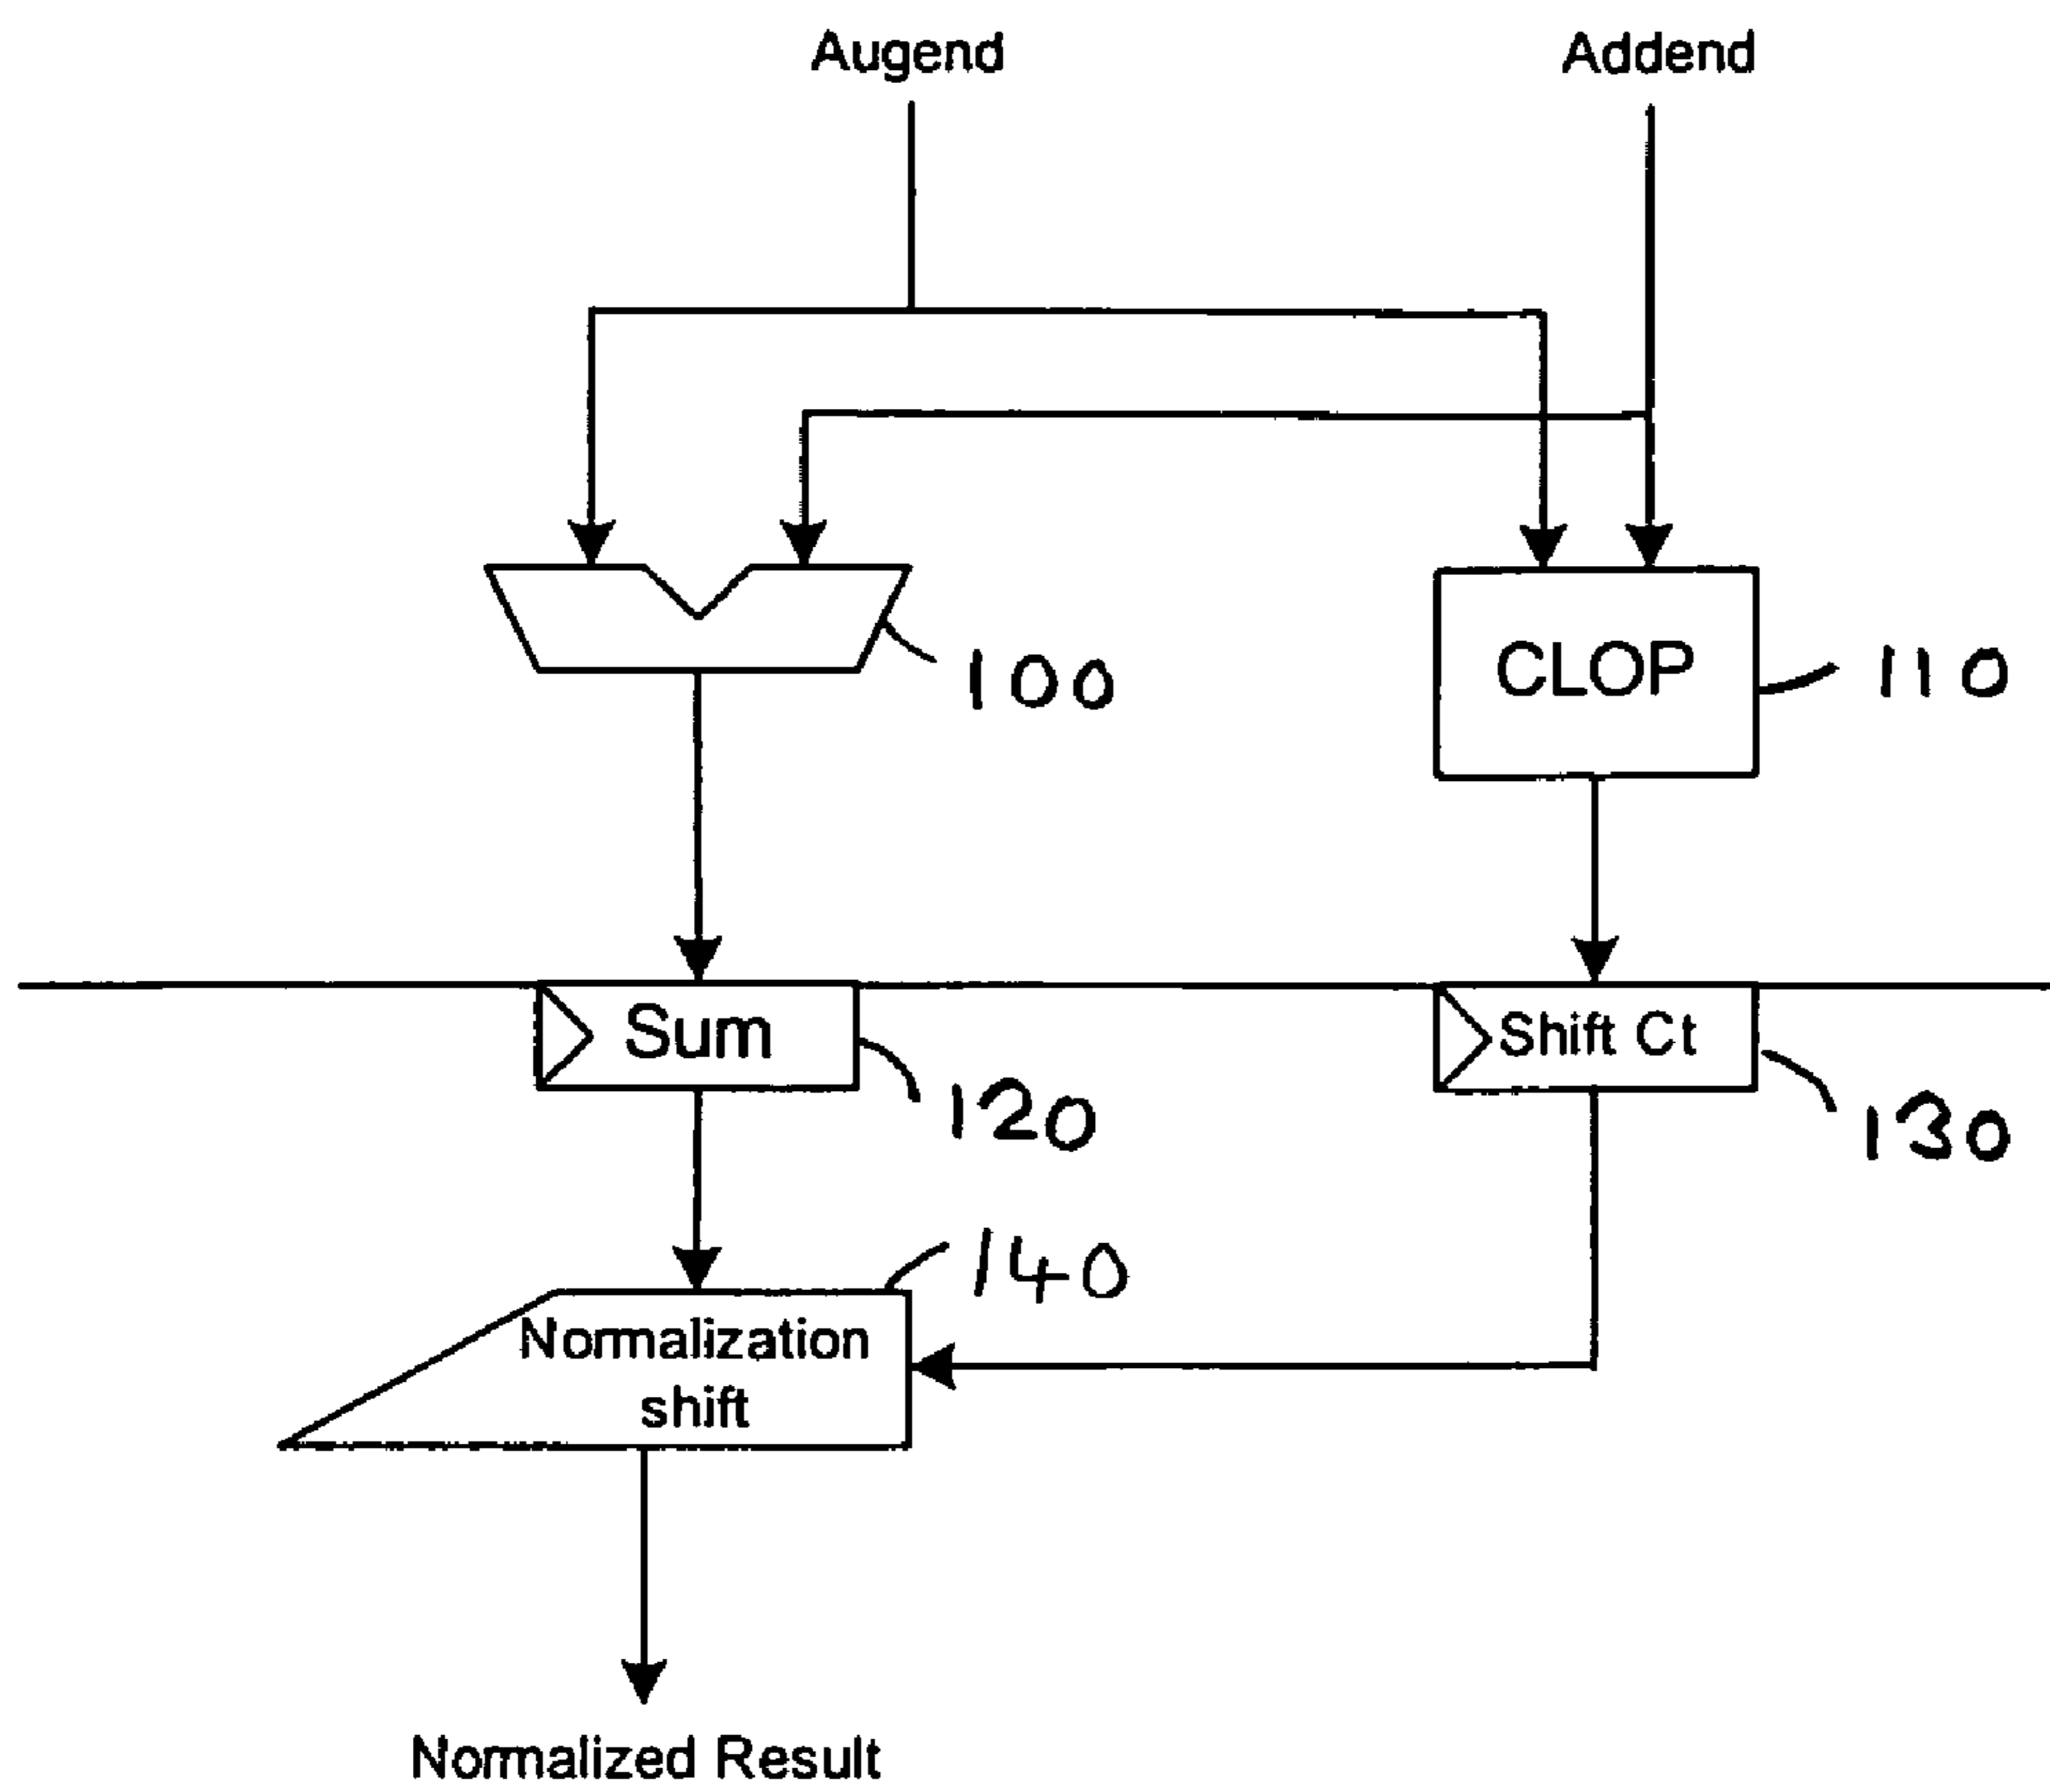 Augend
Addend
100
CLOP
110
Sum
120
Shift Ct
130
140
Normalization
shift
Normalized Result